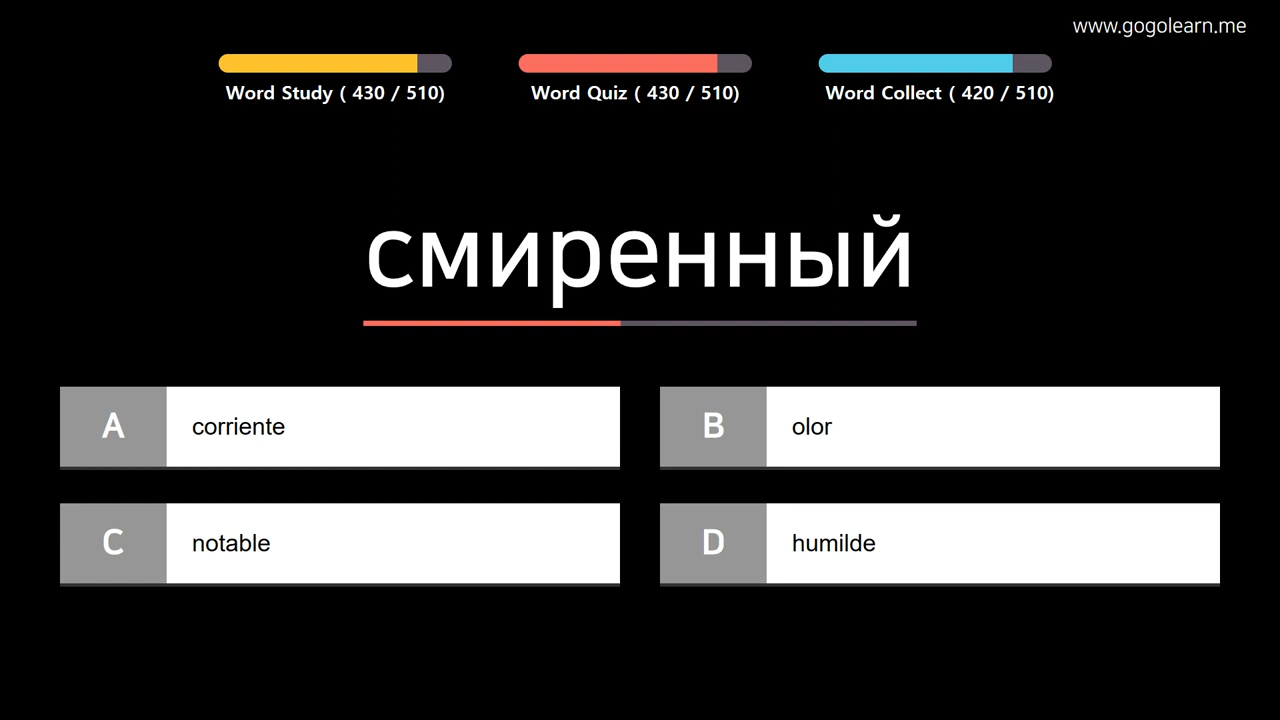 www.gogolearn.me
Word Study ( 430 / 510)
Word Quiz ( 430 / 510)
Word Collect ( 420 / 510)
смиренный
A corriente
B olor
C notable
D humilde